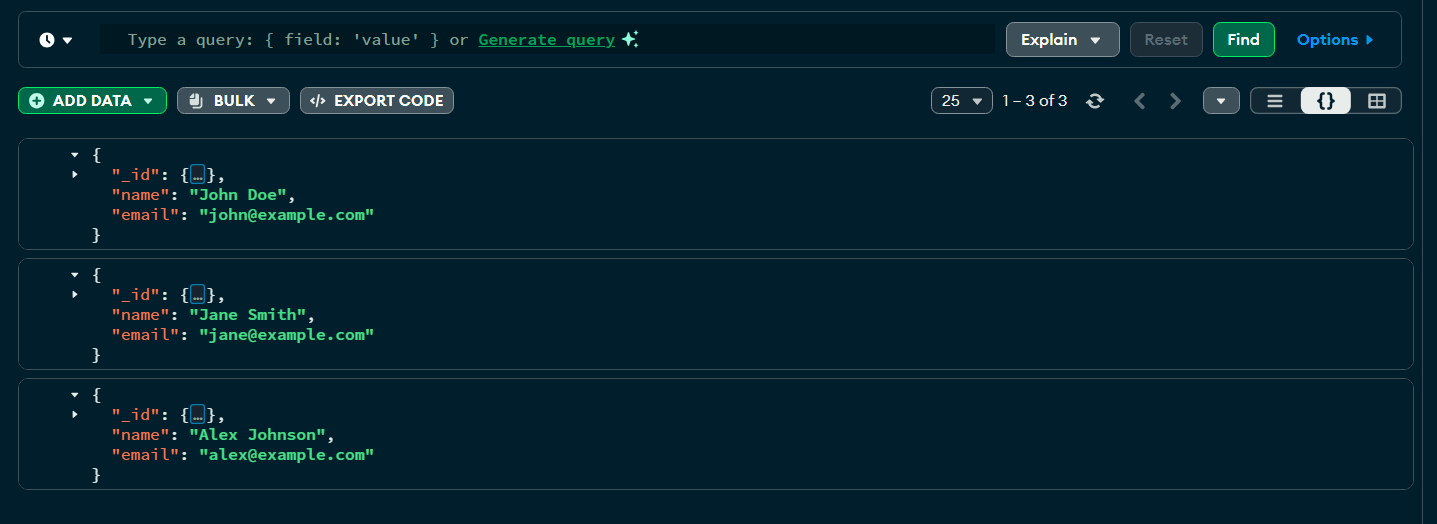 Type a query: { field: 'value' } or Generate query
Explain
Reset
Find
Options
ADD DATA
BULK
</> EXPORT CODE
25
1 – 3 of 3
{}
{
"_id": {…},
"name": "John Doe",
"email": "john@example.com"
}
{
"_id": {…},
"name": "Jane Smith",
"email": "jane@example.com"
}
{
"_id": {…},
"name": "Alex Johnson",
"email": "alex@example.com"
}